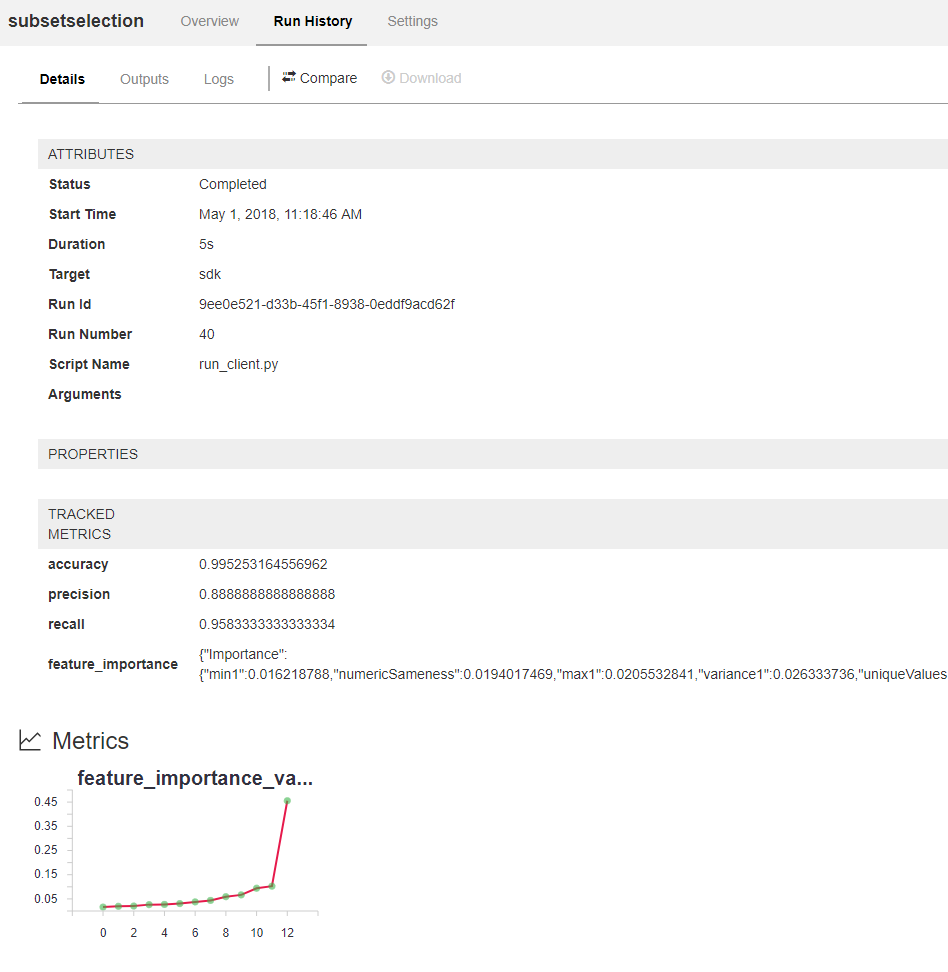 subsetselection Overview Run History Settings
Details Outputs Logs Compare Download
ATTRIBUTES
Status Completed
Start Time May 1, 2018, 11:18:46 AM
Duration 5s
Target sdk
Run Id 9ee0e521-d33b-45f1-8938-0eddf9acd62f
Run Number 40
Script Name run_client.py
Arguments
PROPERTIES
TRACKED
METRICS
accuracy 0.995253164556962
precision 0.8888888888888888
recall 0.9583333333333334
feature_importance {"Importance":
{"min1":0.016218788,"numericSameness":0.0194017469,"max1":0.0205532841,"variance1":0.026333736,"uniqueValues
Metrics
feature_importance_va...
0.45
0.35
0.25
0.15
0.05
0 2 4 6 8 10 12